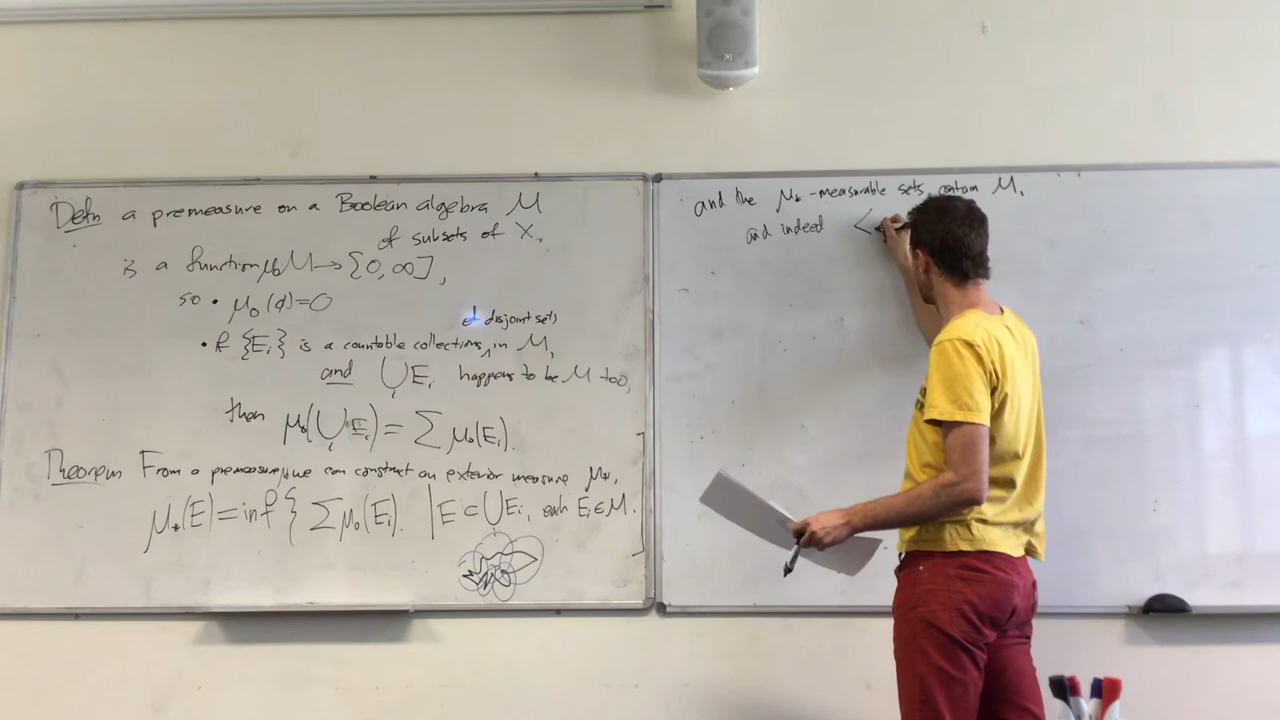 Defn a premeasure on a Boolean algebra M
of subsets of X,
is a function μ₀ M → [0, ∞],
so • μ₀(∅)=0
of disjoint sets
• if {Eᵢ} is a countable collections, in M,
and ⋃Eᵢ happens to be M too,
then μ₀(⋃Eᵢ) = ∑ μ₀(Eᵢ).
Theorem From a premeasure μ₀ we can construct an exterior measure μ⁎,
μ⁎(E) = inf { ∑ μ₀(Eᵢ). | E ⊂ ⋃Eᵢ, each Eᵢ ∈ M.
and the μ⁎-measurable sets contain M,
and indeed <